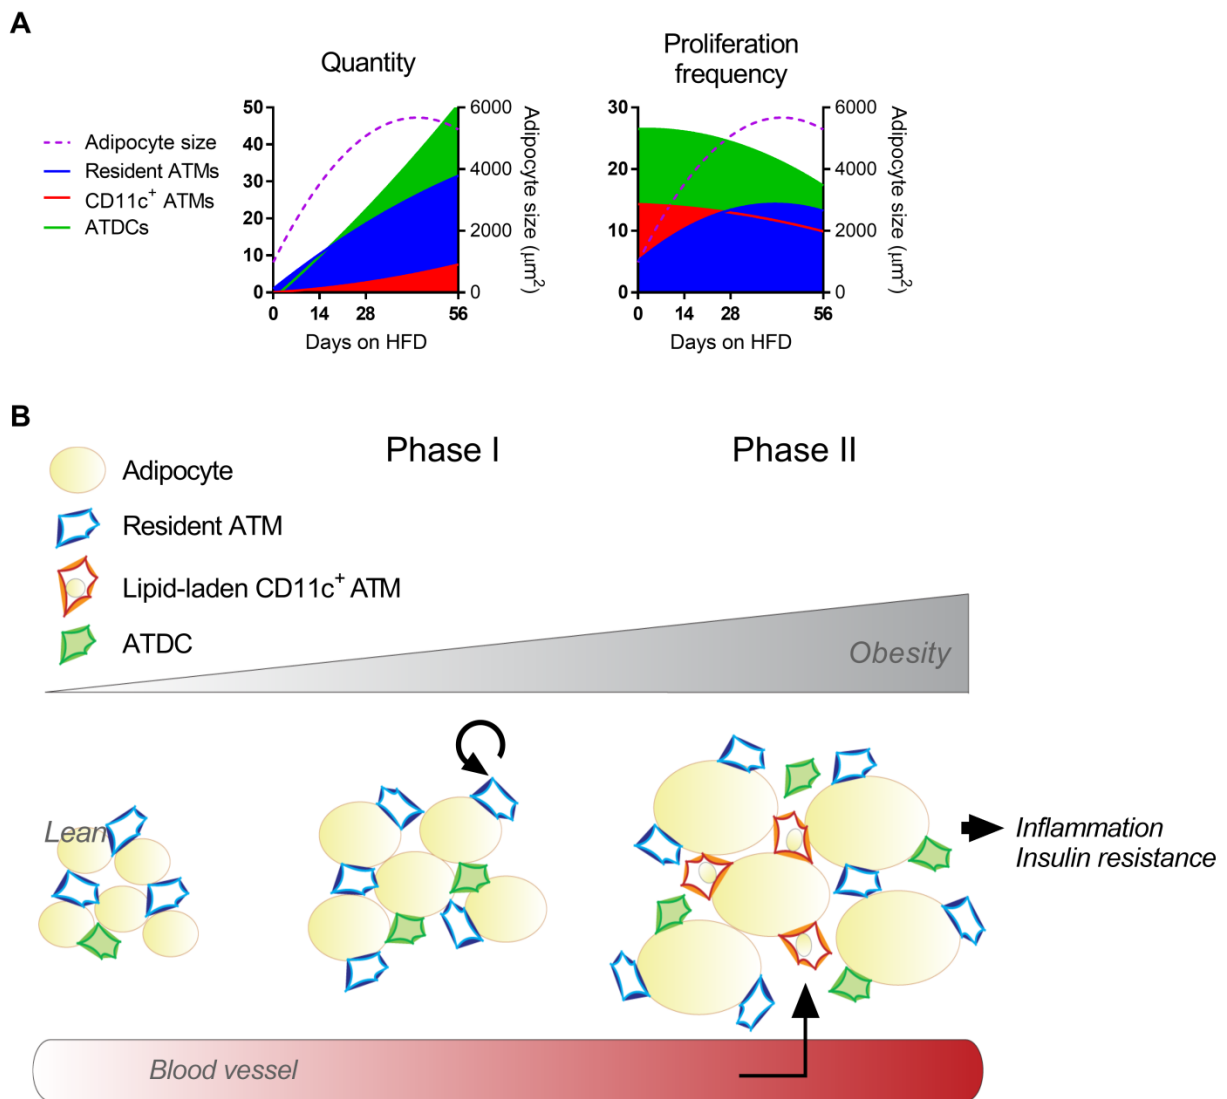 A
Quantity
Proliferation
frequency
Adipocyte size
Resident ATMs
CD11c+ ATMs
ATDCs
50
40
30
20
10
0
6000
4000
2000
0
Adipocyte size (μm2)
0
14
28
56
Days on HFD
30
20
10
0
6000
4000
2000
0
Adipocyte size (μm2)
0
14
28
56
Days on HFD
B
Phase I
Phase II
Adipocyte
Resident ATM
Lipid-laden CD11c+ ATM
ATDC
Obesity
Lean
Inflammation
Insulin resistance
Blood vessel